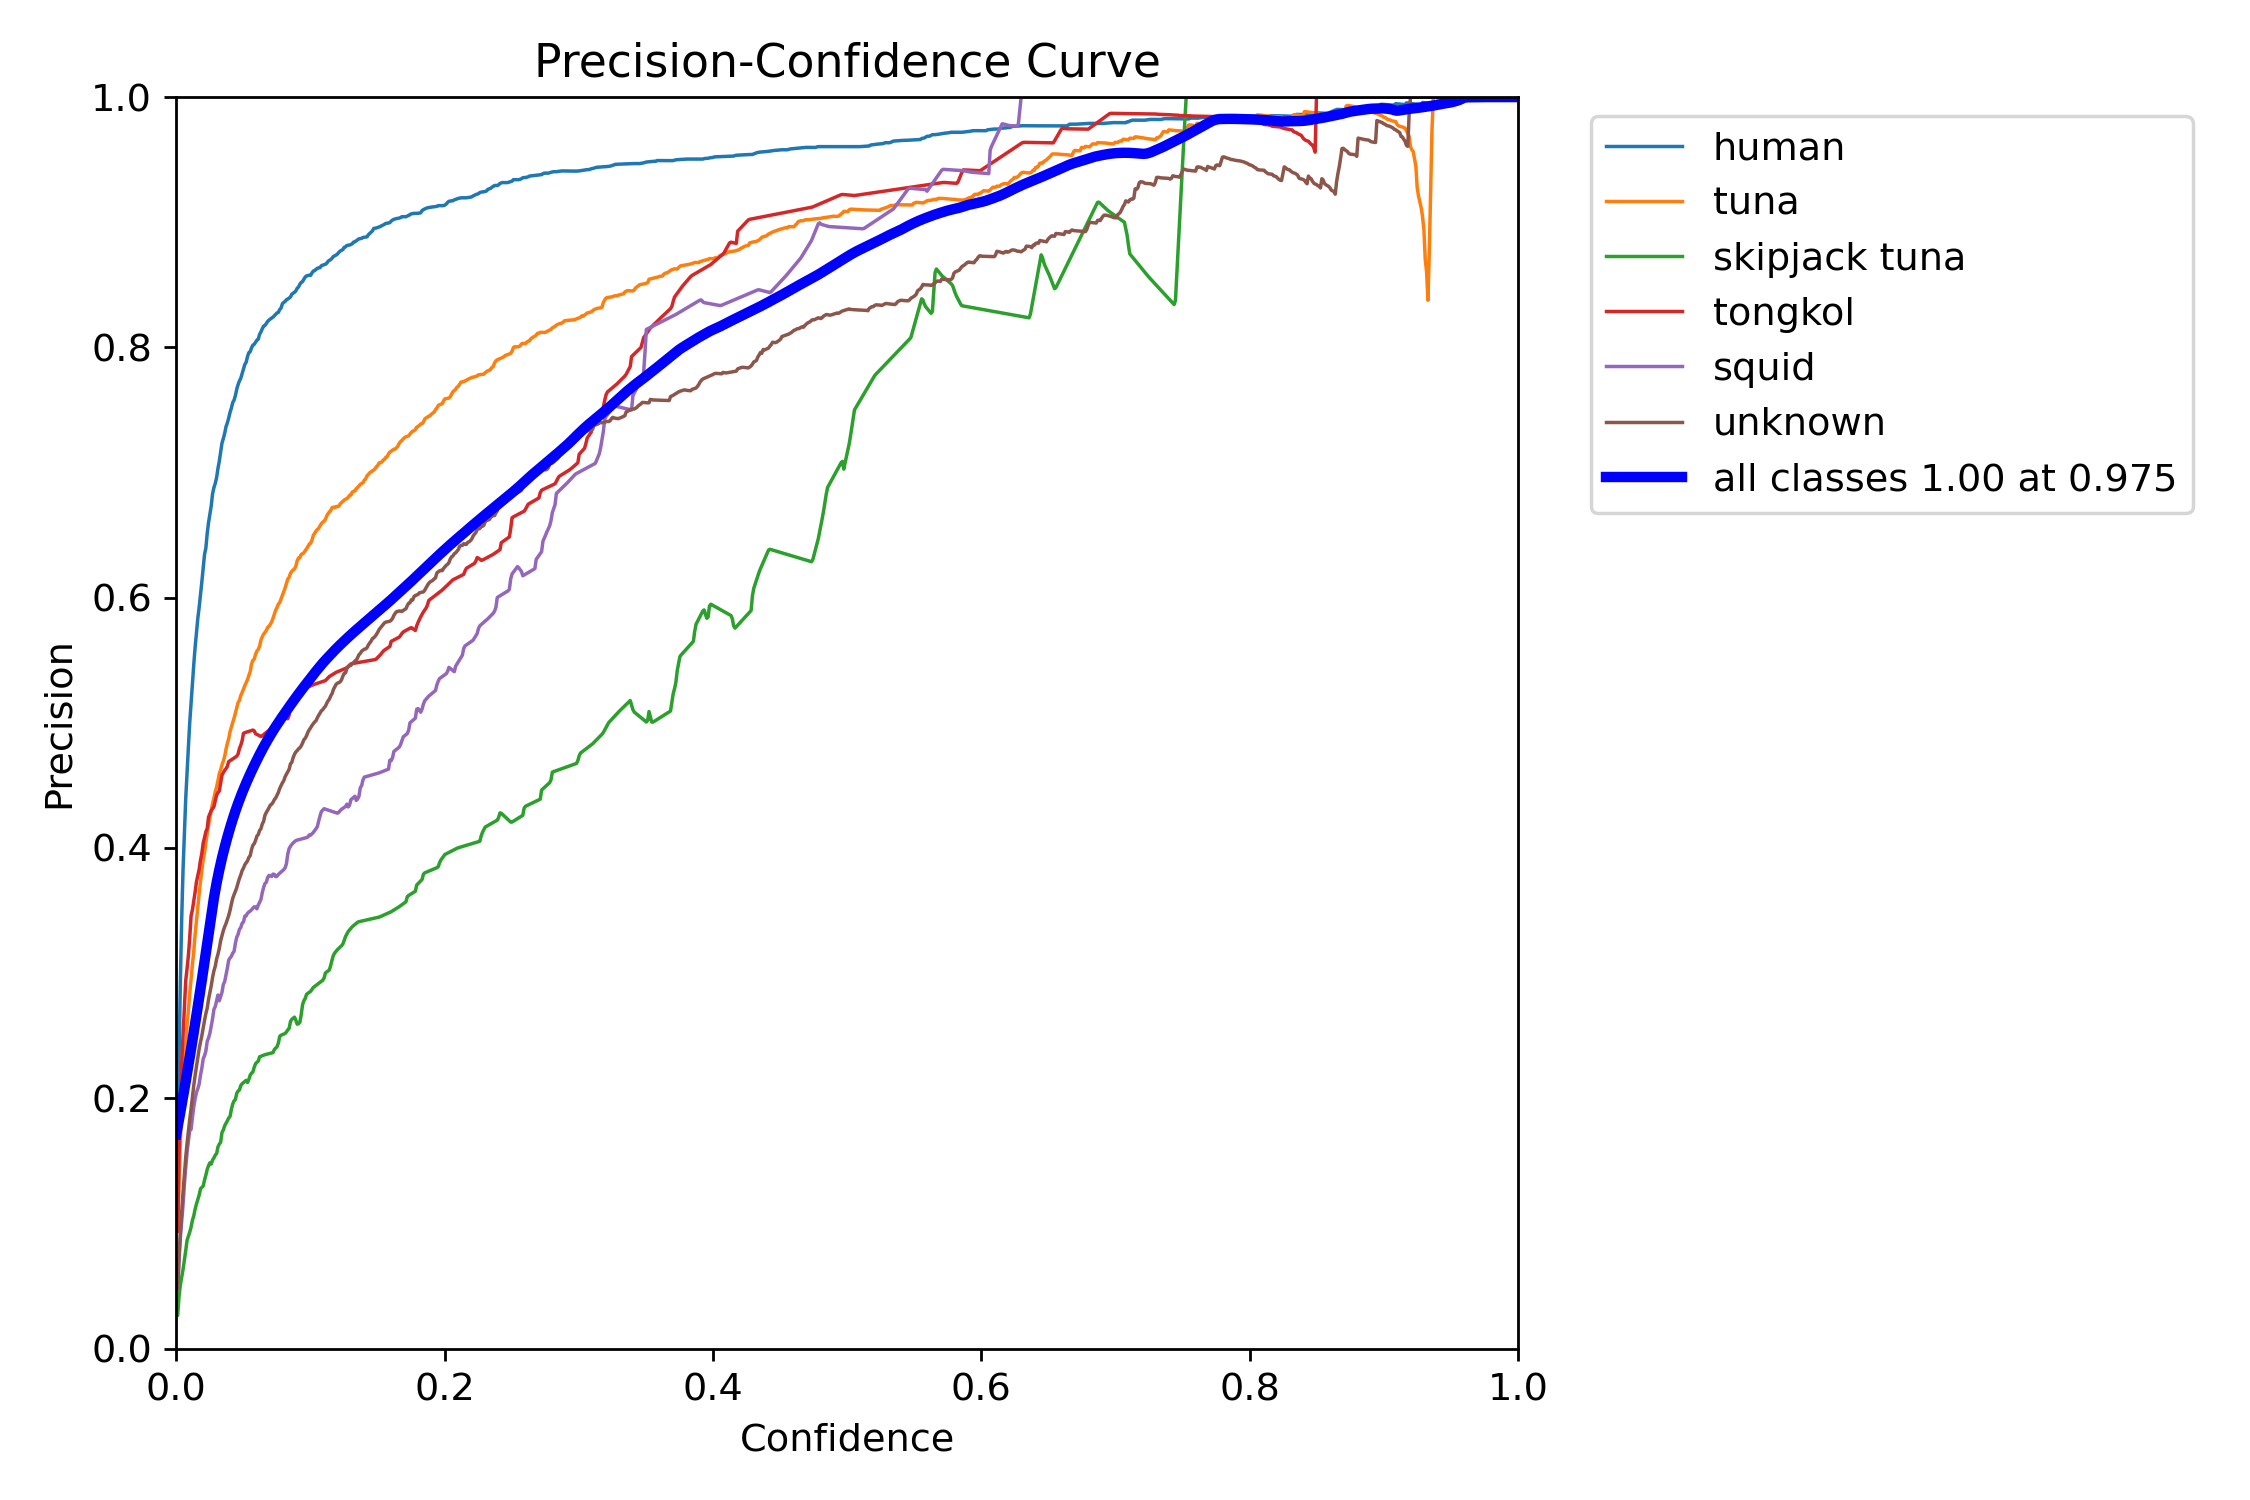 Precision-Confidence Curve
1.0
0.8
0.6
0.4
0.2
0.0
Precision
0.0 0.2 0.4 0.6 0.8 1.0
Confidence
human
tuna
skipjack tuna
tongkol
squid
unknown
all classes 1.00 at 0.975